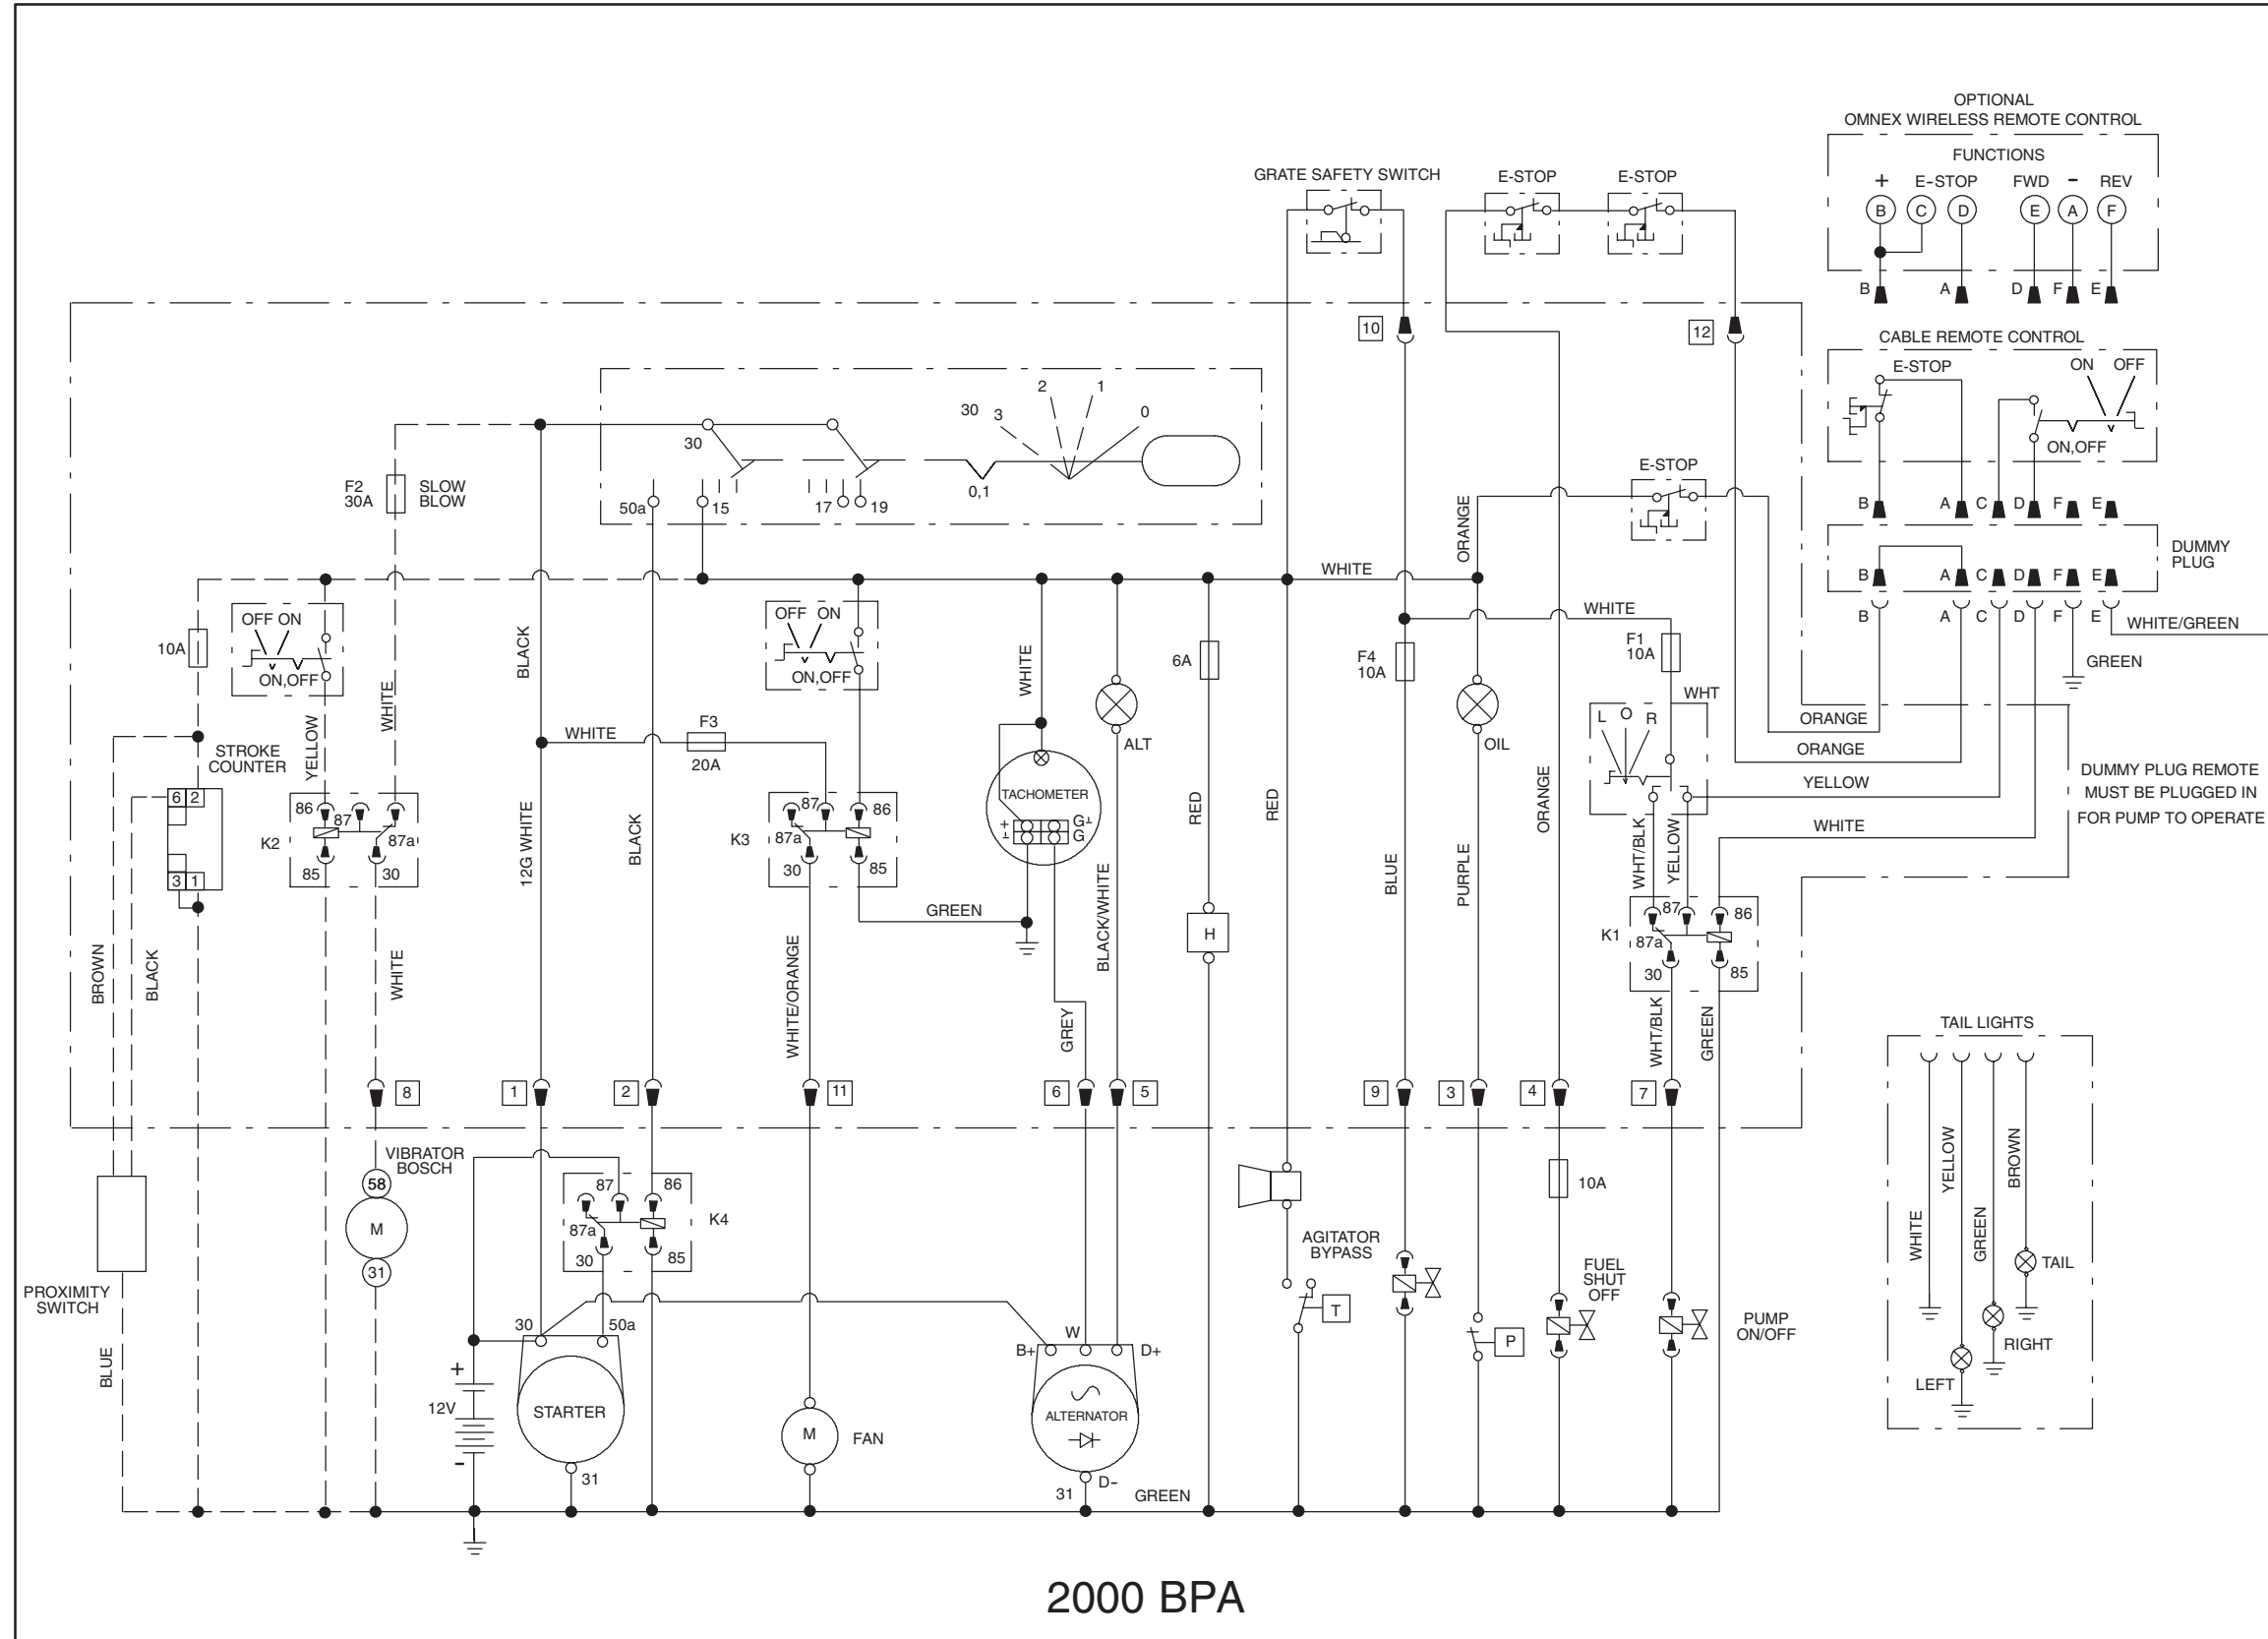 OPTIONAL
OMNEX WIRELESS REMOTE CONTROL
FUNCTIONS
+ E-STOP FWD - REV
B C D E A F
B A D F E
GRATE SAFETY SWITCH
E-STOP
E-STOP
10
12
CABLE REMOTE CONTROL
E-STOP
ON OFF
ON,OFF
B A C D F E
DUMMY
PLUG
B A C D F E
B A C D F E
WHITE/GREEN
GREEN
30
30 3 2 1 0
0,1
50a
15
17
19
F2
30A
SLOW
BLOW
E-STOP
ORANGE
WHITE
WHITE
10A
OFF ON
ON,OFF
OFF ON
ON,OFF
BLACK
WHITE
YELLOW
WHITE
F3
20A
WHITE
ALT
6A
F4
10A
OIL
F1
10A
WHT
L O R
ORANGE
ORANGE
YELLOW
WHITE
DUMMY PLUG REMOTE
MUST BE PLUGGED IN
FOR PUMP TO OPERATE
STROKE
COUNTER
6 2
3 1
K2
86
87
87a
85
30
12G WHITE
BLACK
K3
87
86
87a
30
85
TACHOMETER
+
G
G
GREEN
RED
RED
BLUE
PURPLE
ORANGE
WHT/BLK
YELLOW
K1
87
86
87a
30
85
BROWN
BLACK
WHITE
WHITE/ORANGE
GREY
BLACK/WHITE
H
WHT/BLK
GREEN
8
1
2
11
6
5
9
3
4
7
TAIL LIGHTS
WHITE
YELLOW
GREEN
BROWN
TAIL
RIGHT
LEFT
VIBRATOR
BOSCH
58
M
31
87
86
87a
30
85
K4
10A
AGITATOR
BYPASS
T
P
FUEL
SHUT
OFF
PUMP
ON/OFF
PROXIMITY
SWITCH
BLUE
+
12V
-
30
50a
STARTER
31
M
FAN
B+
W
D+
ALTERNATOR
D-
31
GREEN
2000 BPA